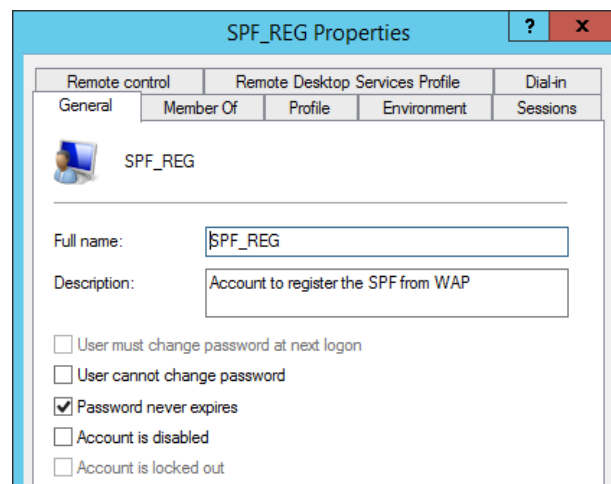 SPF_REG Properties
? x
Remote control Remote Desktop Services Profile Dial-in
General Member Of Profile Environment Sessions
SPF_REG
Full name: SPF_REG
Description: Account to register the SPF from WAP
User must change password at next logon
User cannot change password
Password never expires
Account is disabled
Account is locked out